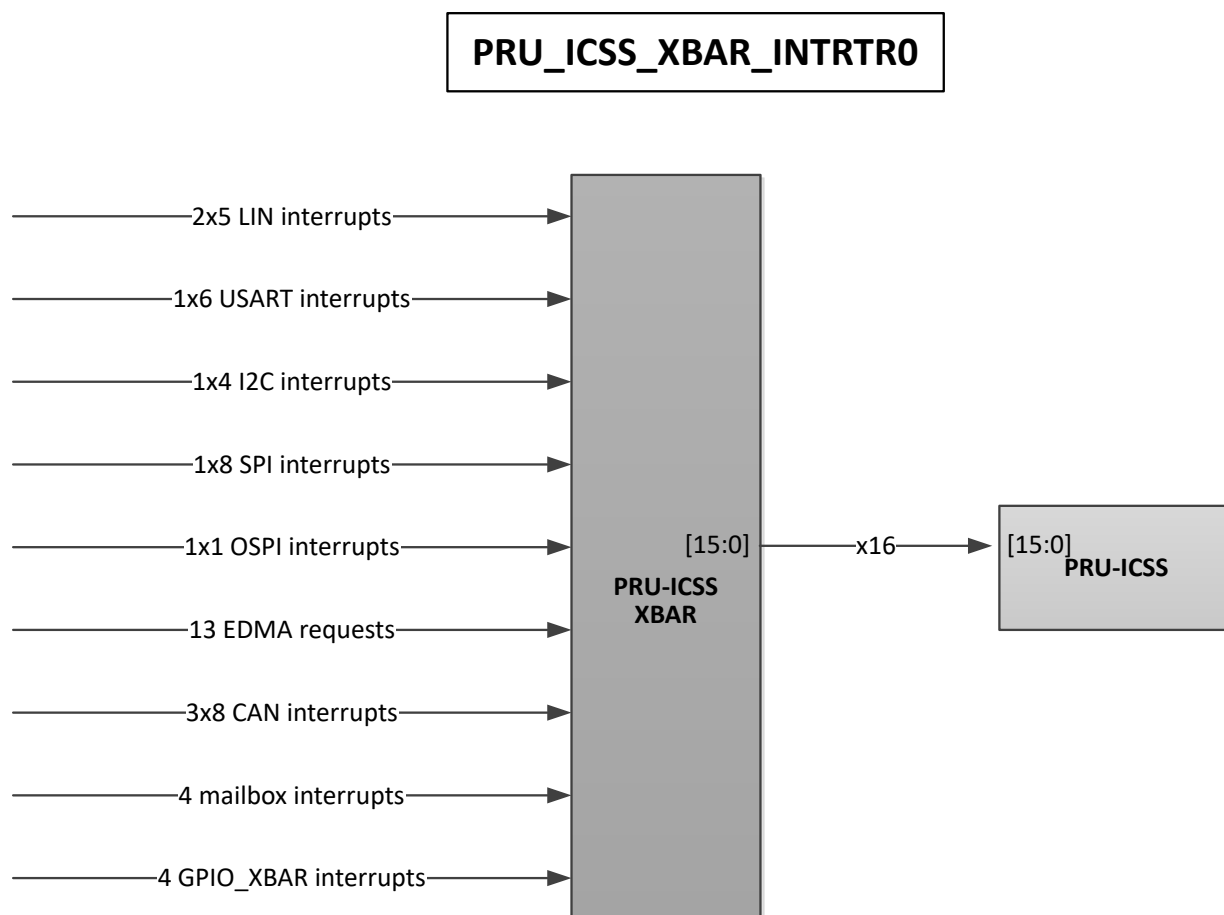 PRU_ICSS_XBAR_INTRTR0
2x5 LIN interrupts
1x6 USART interrupts
1x4 I2C interrupts
1x8 SPI interrupts
1x1 OSPI interrupts
13 EDMA requests
3x8 CAN interrupts
4 mailbox interrupts
4 GPIO_XBAR interrupts
[15:0]
PRU-ICSS
XBAR
x16
[15:0]
PRU-ICSS